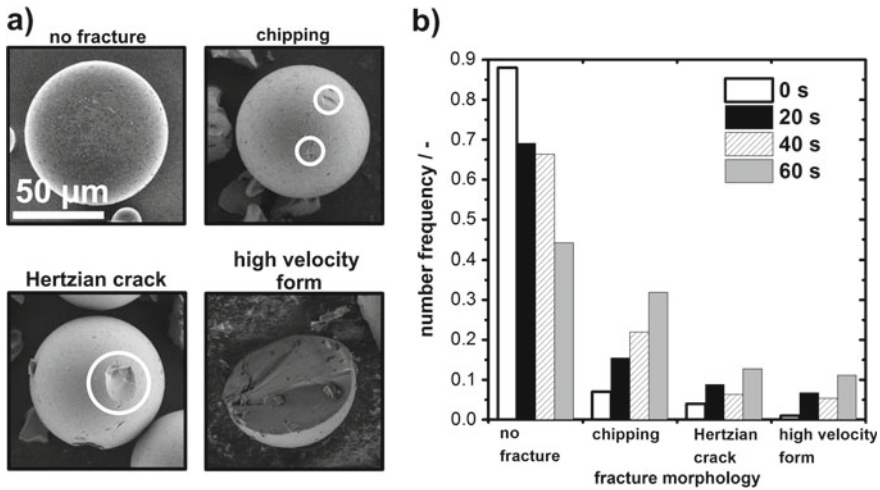 a)
no fracture
chipping
50 µm
Hertzian crack
high velocity
form
b)
number frequency / -
0.9
0.8
0.7
0.6
0.5
0.4
0.3
0.2
0.1
0.0
0 s
20 s
40 s
60 s
no
fracture
chipping
Hertzian
crack
high velocity
form
fracture morphology